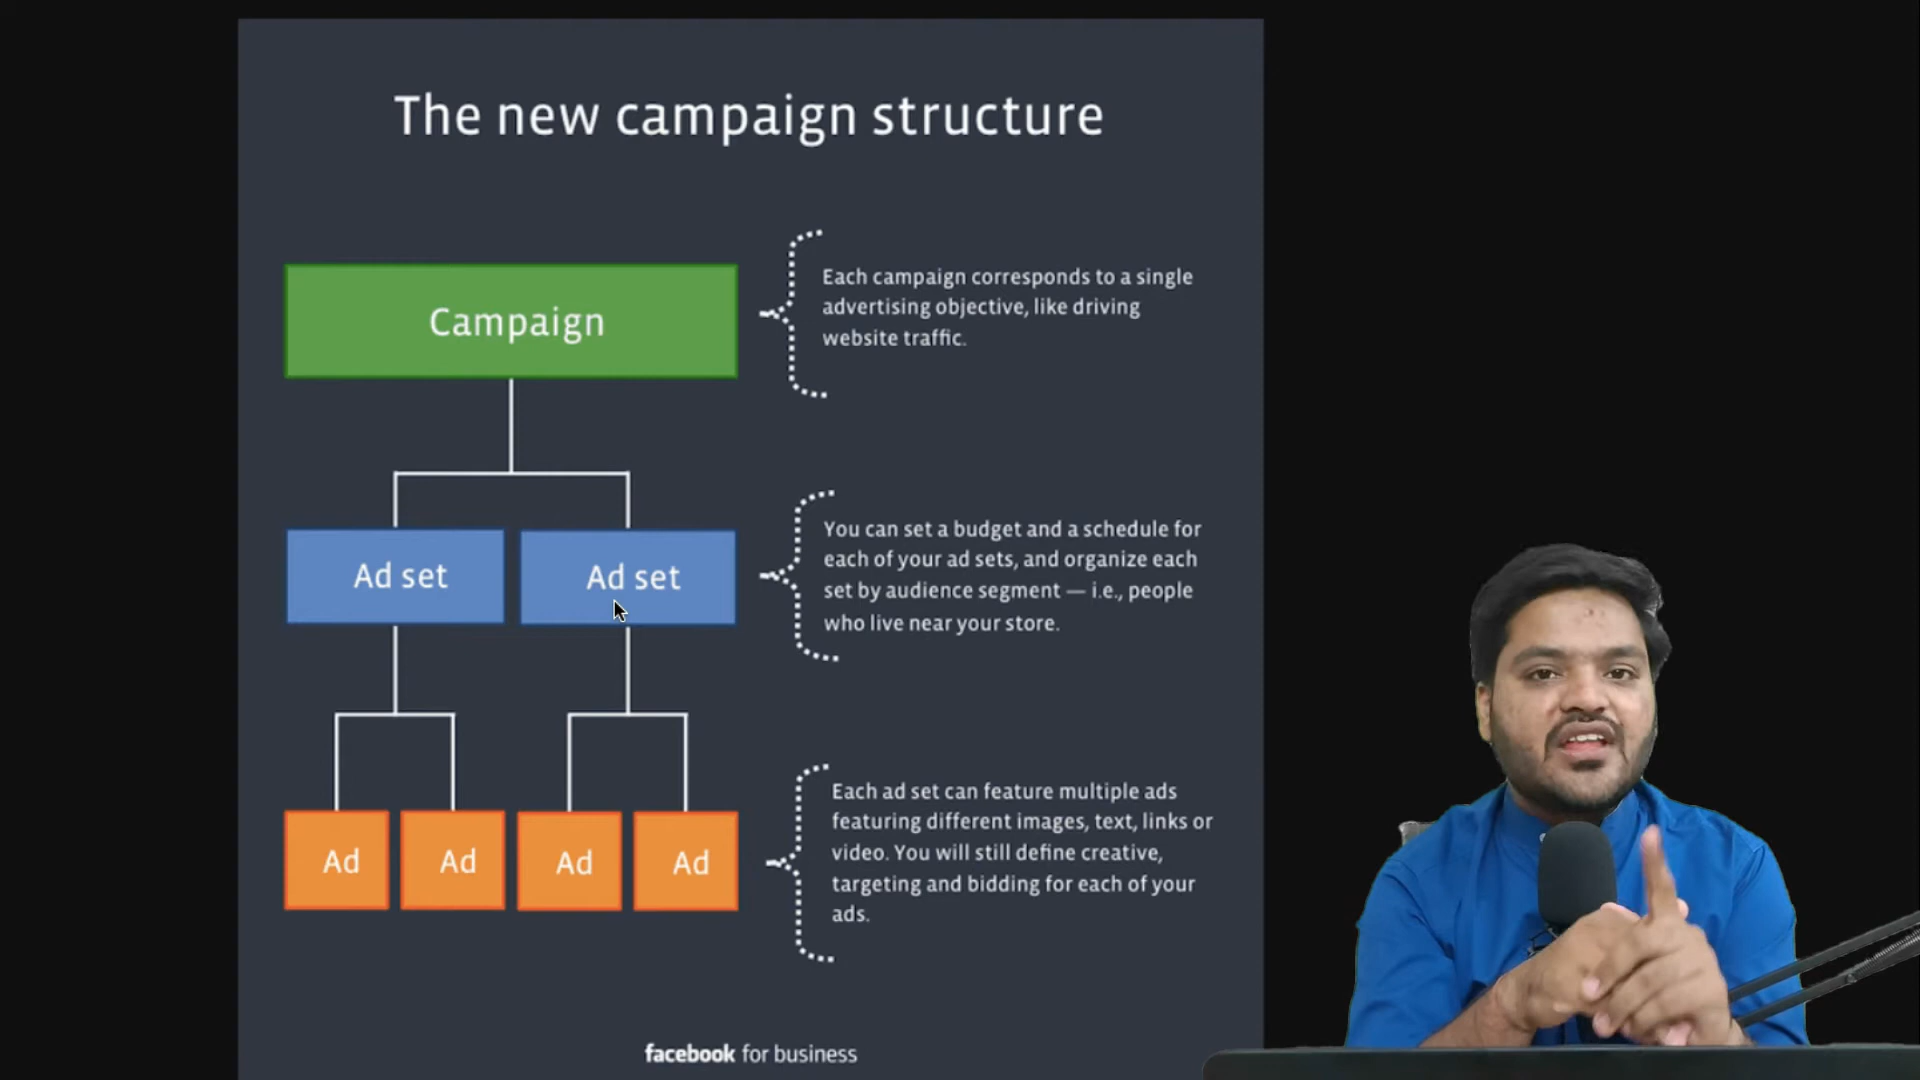 The new campaign structure
Campaign
Each campaign corresponds to a single
advertising objective, like driving
website traffic.
Ad set
Ad set
You can set a budget and a schedule for
each of your ad sets, and organize each
set by audience segment — i.e., people
who live near your store.
Ad
Ad
Ad
Ad
Each ad set can feature multiple ads
featuring different images, text, links or
video. You will still define creative,
targeting and bidding for each of your
ads.
facebook for business